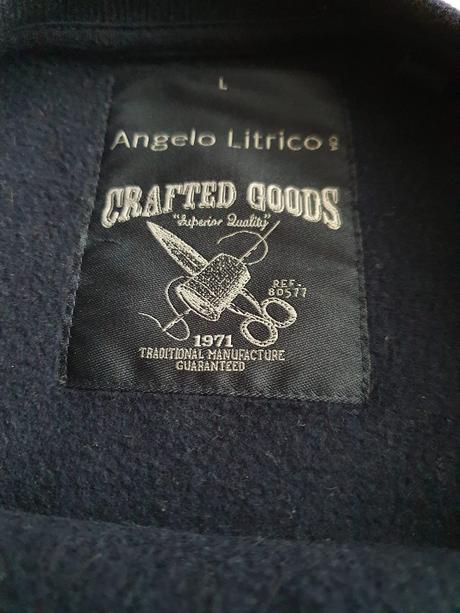 L
Angelo Litrico
CRAFTED GOODS
"Superior Quality"
REF.
80577
1971
TRADITIONAL MANUFACTURE
GUARANTEED